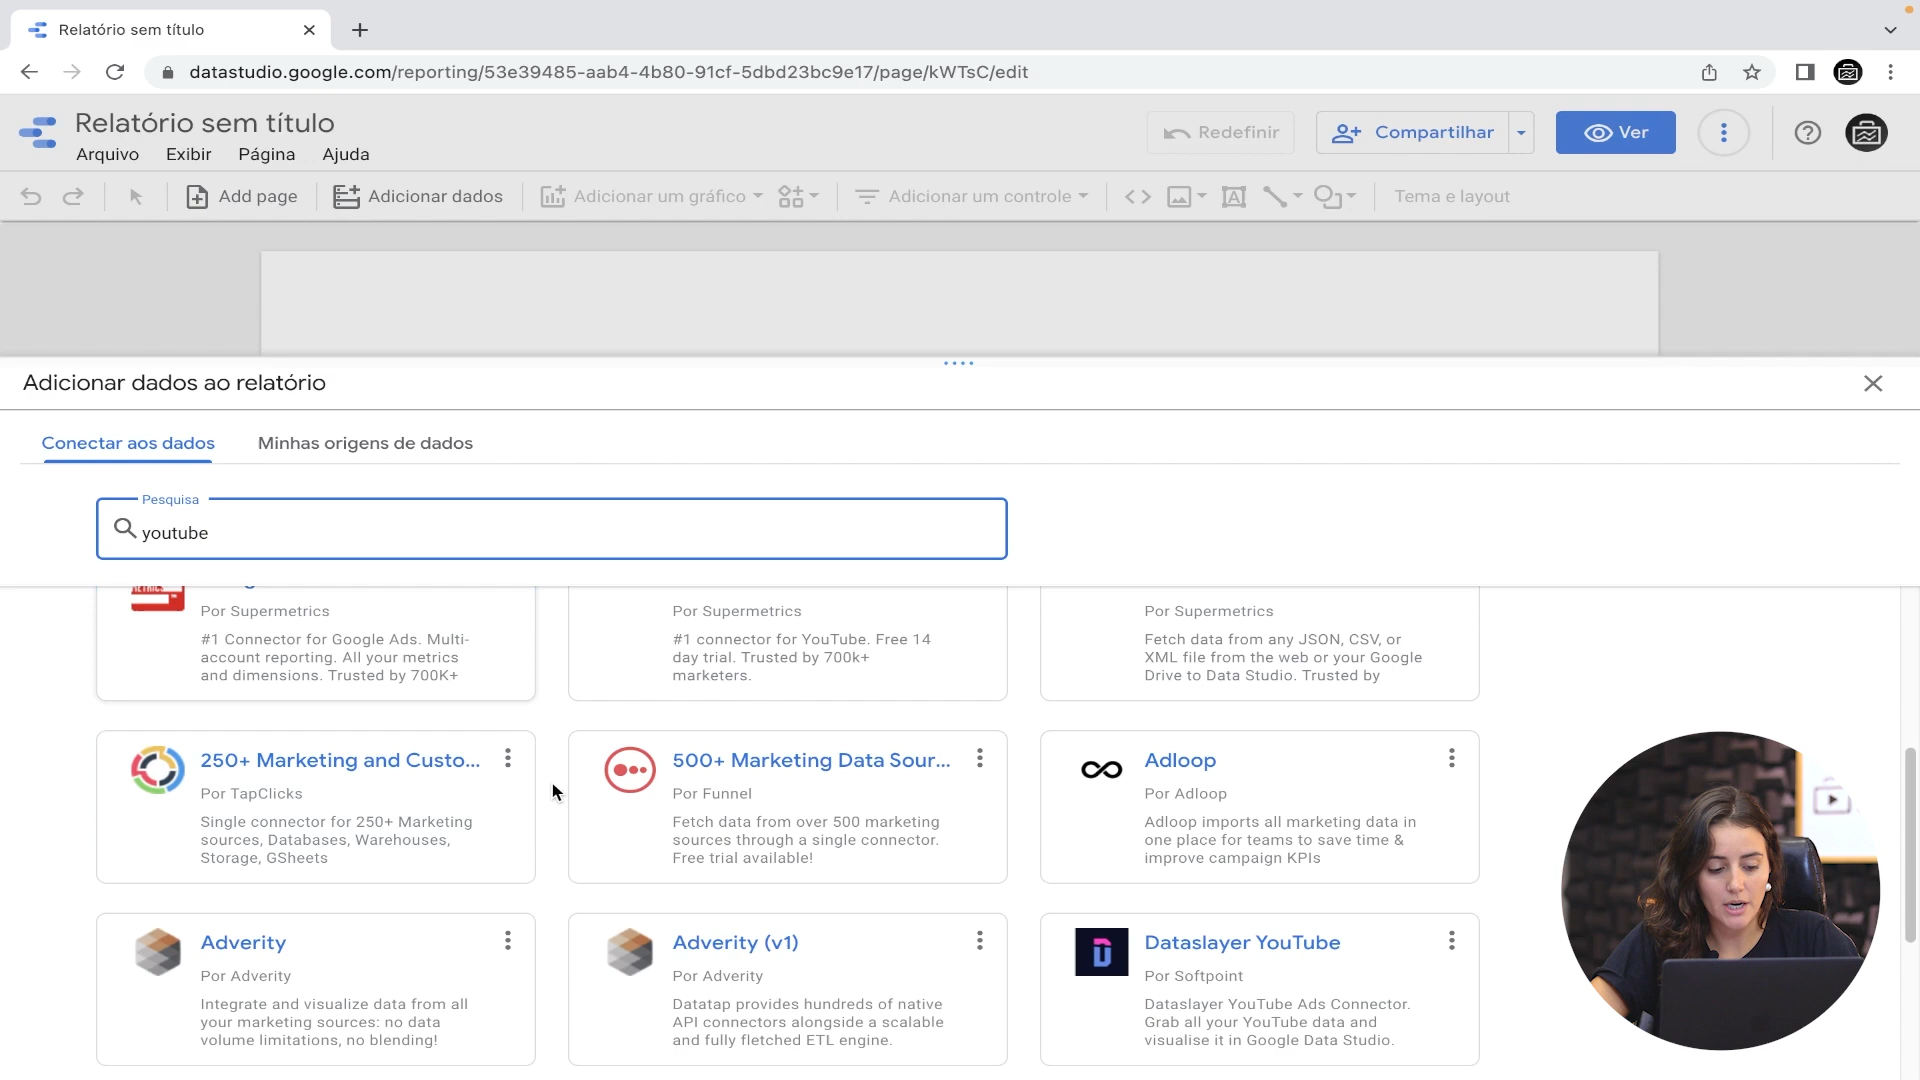 Relatório sem título
datastudio.google.com/reporting/53e39485-aab4-4b80-91cf-5dbd23bc9e17/page/kWTsC/edit
Relatório sem título
Arquivo Exibir Página Ajuda
Redefinir Compartilhar Ver
Add page Adicionar dados Adicionar um gráfico Adicionar um controle Tema e layout
Adicionar dados ao relatório
Conectar aos dados Minhas origens de dados
Pesquisa
youtube
Por Supermetrics
#1 Connector for Google Ads. Multi-
account reporting. All your metrics
and dimensions. Trusted by 700K+
Por Supermetrics
#1 connector for YouTube. Free 14
day trial. Trusted by 700k+
marketers.
Por Supermetrics
Fetch data from any JSON, CSV, or
XML file from the web or your Google
Drive to Data Studio. Trusted by
250+ Marketing and Custo...
Por TapClicks
Single connector for 250+ Marketing
sources, Databases, Warehouses,
Storage, GSheets
500+ Marketing Data Sour...
Por Funnel
Fetch data from over 500 marketing
sources through a single connector.
Free trial available!
Adloop
Por Adloop
Adloop imports all marketing data in
one place for teams to save time &
improve campaign KPIs
Adverity
Por Adverity
Integrate and visualize data from all
your marketing sources: no data
volume limitations, no blending!
Adverity (v1)
Por Adverity
Datatap provides hundreds of native
API connectors alongside a scalable
and fully fletched ETL engine.
Dataslayer YouTube
Por Softpoint
Dataslayer YouTube Ads Connector.
Grab all your YouTube data and
visualise it in Google Data Studio.